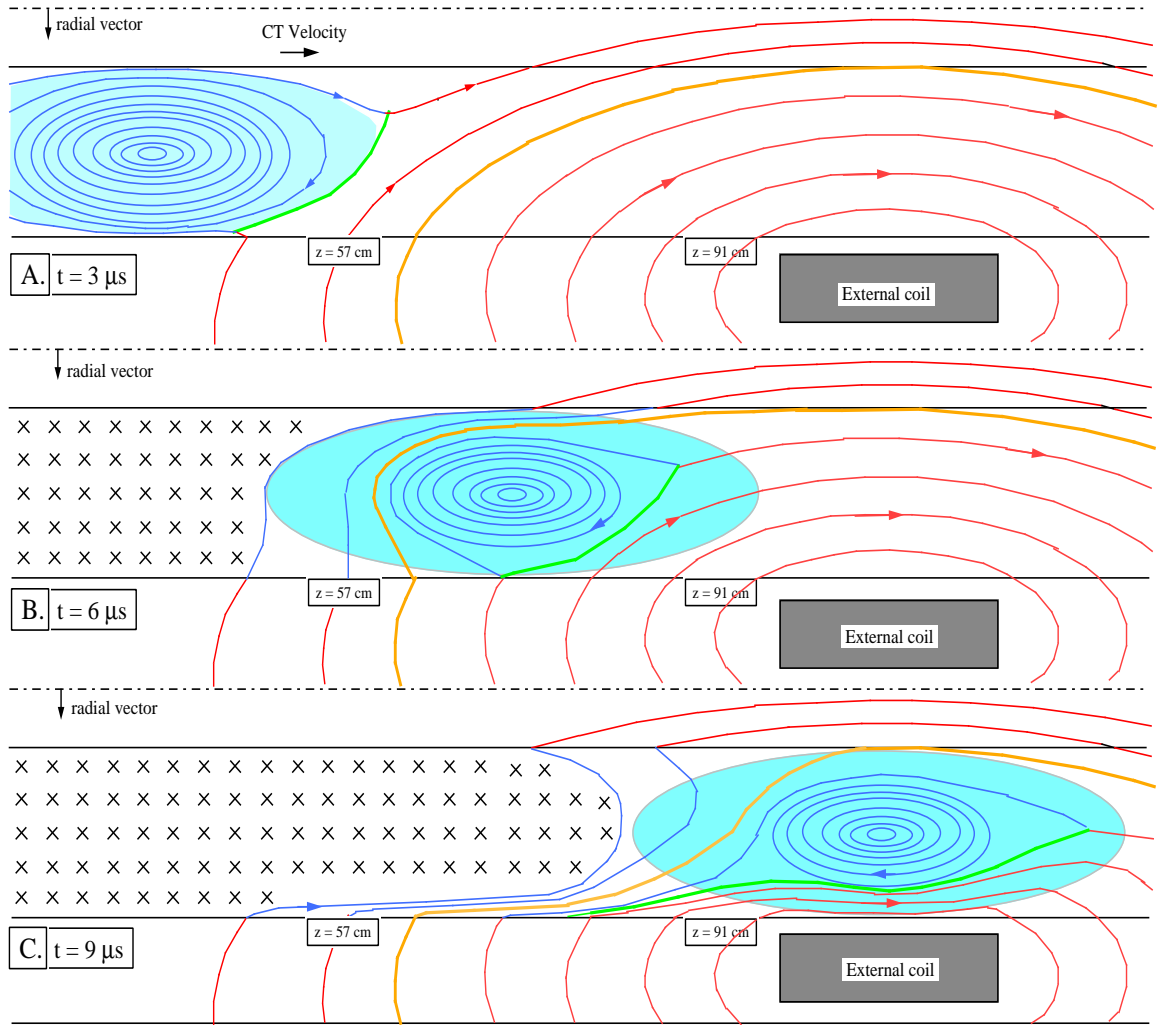 radial vector
CT Velocity
z = 57 cm
z = 91 cm
A. t = 3 μs
External coil
radial vector
z = 57 cm
z = 91 cm
B. t = 6 μs
External coil
radial vector
z = 57 cm
z = 91 cm
C. t = 9 μs
External coil